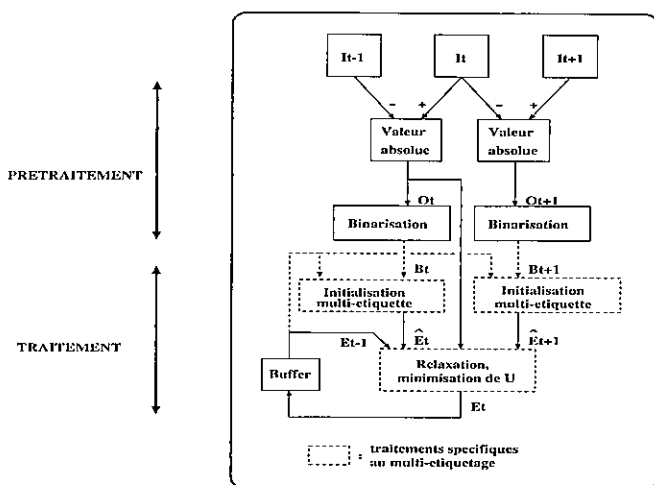 It-1 It It+1
- + - +
Valeur absolue
Valeur absolue
PRETRAITEMENT
Ot Ot+1
Binarisation Binarisation
Bt Bt+1
Initialisation multi-etiquette
Initialisation multi-etiquette
TRAITEMENT
Et-1 Êt Êt+1
Buffer
Relaxation,
minimisation de U
Et
: traitements specifiques
au multi-etiquetage